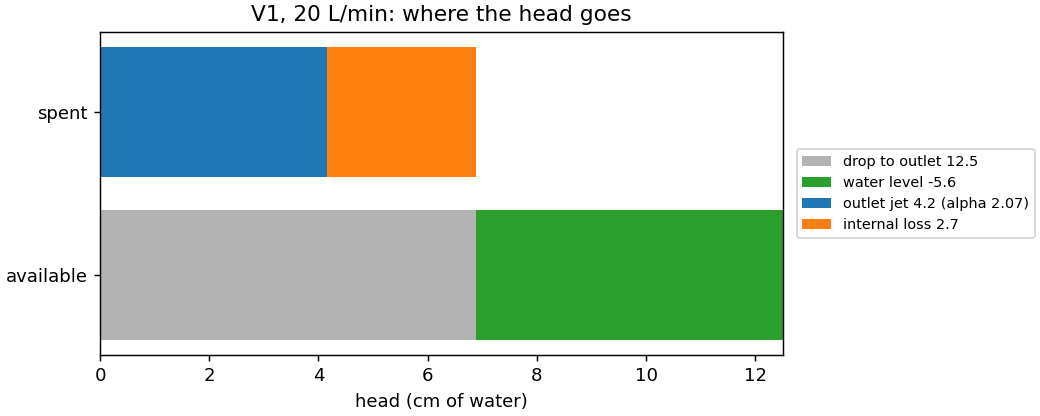 V1, 20 L/min: where the head goes
spent
available
0 2 4 6 8 10 12
head (cm of water)
drop to outlet 12.5
water level -5.6
outlet jet 4.2 (alpha 2.07)
internal loss 2.7